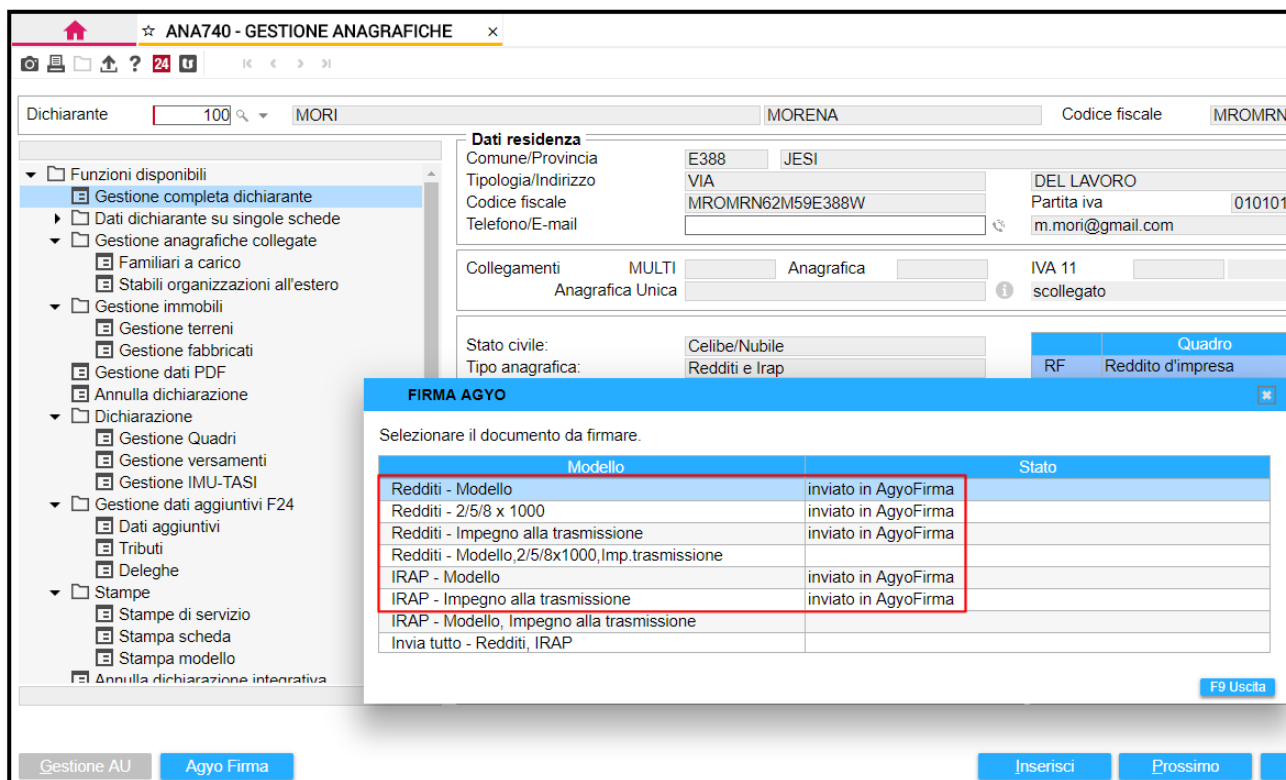 ANA740 - GESTIONE ANAGRAFICHE
24
Dichiarante 100 MORI MORENA Codice fiscale MROMRN
Funzioni disponibili
Gestione completa dichiarante
Dati dichiarante su singole schede
Gestione anagrafiche collegate
Familiari a carico
Stabili organizzazioni all'estero
Gestione immobili
Gestione terreni
Gestione fabbricati
Gestione dati PDF
Annulla dichiarazione
Dichiarazione
Gestione Quadri
Gestione versamenti
Gestione IMU-TASI
Gestione dati aggiuntivi F24
Dati aggiuntivi
Tributi
Deleghe
Stampe
Stampe di servizio
Stampa scheda
Stampa modello
Annulla dichiarazione integrativa
Dati residenza
Comune/Provincia E388 JESI
Tipologia/Indirizzo VIA DEL LAVORO
Codice fiscale MROMRN62M59E388W Partita iva 010101
Telefono/E-mail m.mori@gmail.com
Collegamenti MULTI Anagrafica IVA 11
Anagrafica Unica scollegato
Stato civile: Celibe/Nubile Quadro
Tipo anagrafica: Redditi e Irap RF Reddito d'impresa
FIRMA AGYO
Selezionare il documento da firmare.
Modello Stato
Redditi - Modello inviato in AgyoFirma
Redditi - 2/5/8 x 1000 inviato in AgyoFirma
Redditi - Impegno alla trasmissione inviato in AgyoFirma
Redditi - Modello,2/5/8x1000,Imp.trasmissione
IRAP - Modello inviato in AgyoFirma
IRAP - Impegno alla trasmissione inviato in AgyoFirma
IRAP - Modello, Impegno alla trasmissione
Invia tutto - Redditi, IRAP
F9 Uscita
Gestione AU Agyo Firma Inserisci Prossimo